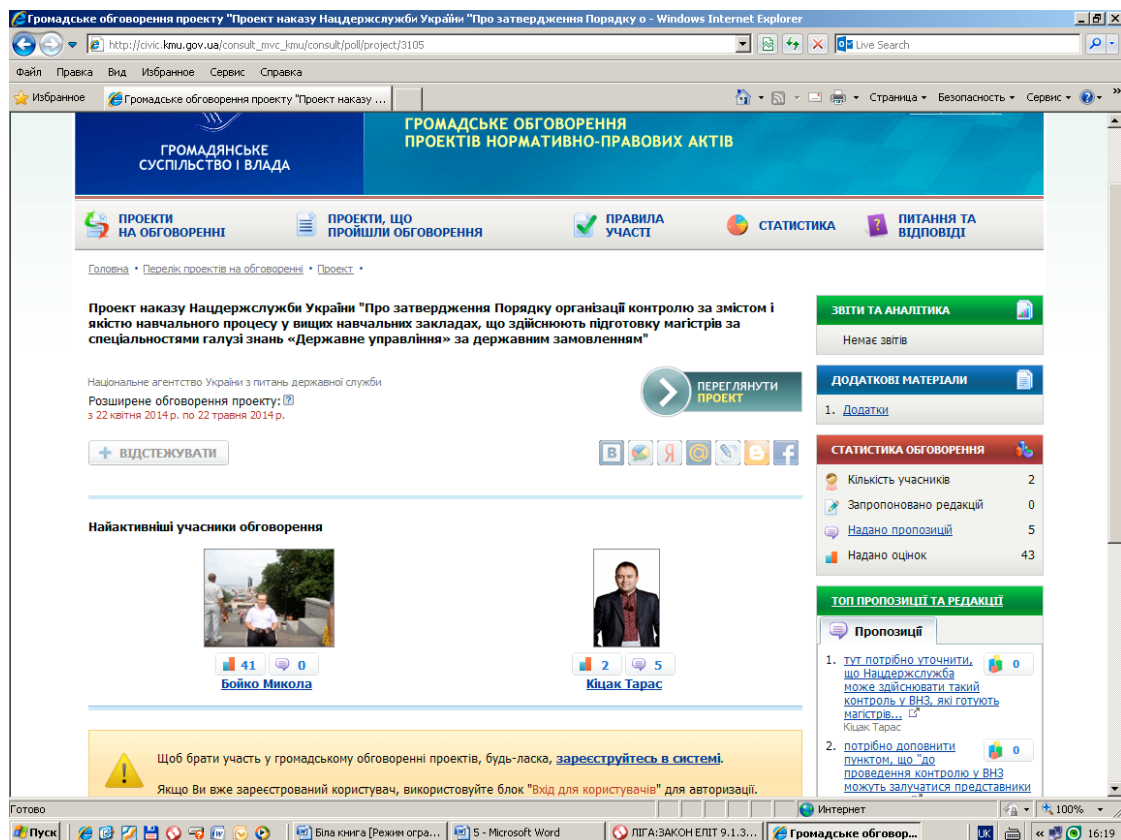 Громадське обговорення проекту "Проект наказу Нацдержслужби України "Про затвердження Порядку о - Windows Internet Explorer
http://civic.kmu.gov.ua/consult_mvc_kmu/consult/poll/project/3105
Live Search
Файл Правка Вид Избранное Сервис Справка
Избранное
Громадське обговорення проекту "Проект наказу ...
Страница
Безопасность
Сервис
ГРОМАДЯНСЬКЕ
СУСПІЛЬСТВО І ВЛАДА
ГРОМАДСЬКЕ ОБГОВОРЕННЯ
ПРОЕКТІВ НОРМАТИВНО-ПРАВОВИХ АКТІВ
ПРОЕКТИ
НА ОБГОВОРЕННІ
ПРОЕКТИ, ЩО
ПРОЙШЛИ ОБГОВОРЕННЯ
ПРАВИЛА
УЧАСТІ
СТАТИСТИКА
ПИТАННЯ ТА
ВІДПОВІДІ
Головна • Перелік проектів на обговоренні • Проект •
Проект наказу Нацдержслужби України "Про затвердження Порядку організації контролю за змістом і
якістю навчального процесу у вищих навчальних закладах, що здійснюють підготовку магістрів за
спеціальностями галузі знань «Державне управління» за державним замовленням"
Національне агентство України з питань державної служби
Розширене обговорення проекту: ?
з 22 квітня 2014 р. по 22 травня 2014 р.
ПЕРЕГЛЯНУТИ
ПРОЕКТ
+ ВІДСТЕЖУВАТИ
Найактивніші учасники обговорення
41 0
Бойко Микола
2 5
Кіцак Тарас
Щоб брати участь у громадському обговоренні проектів, будь-ласка, зареєструйтесь в системі.
Якщо Ви вже зареєстрований користувач, використовуйте блок "Вхід для користувачів" для авторизації.
ЗВІТИ ТА АНАЛІТИКА
Немає звітів
ДОДАТКОВІ МАТЕРІАЛИ
1. Додатки
СТАТИСТИКА ОБГОВОРЕННЯ
Кількість учасників 2
Запропоновано редакцій 0
Надано пропозицій 5
Надано оцінок 43
ТОП ПРОПОЗИЦІЇ ТА РЕДАКЦІЇ
Пропозиції
1. тут потрібно уточнити, 0
що Нацдержслужба
може здійснювати такий
контроль у ВНЗ, які готують
магістрів...
Кіцак Тарас
2. потрібно доповнити 0
пунктом, що "до
проведення контролю у ВНЗ
можуть залучатися представники
Готово
Интернет
100%
Пуск
Біла книга [Режим огра...
5 - Microsoft Word
ЛІГА:ЗАКОН ЕЛІТ 9.1.3...
Громадське обговор...
UK
16:19